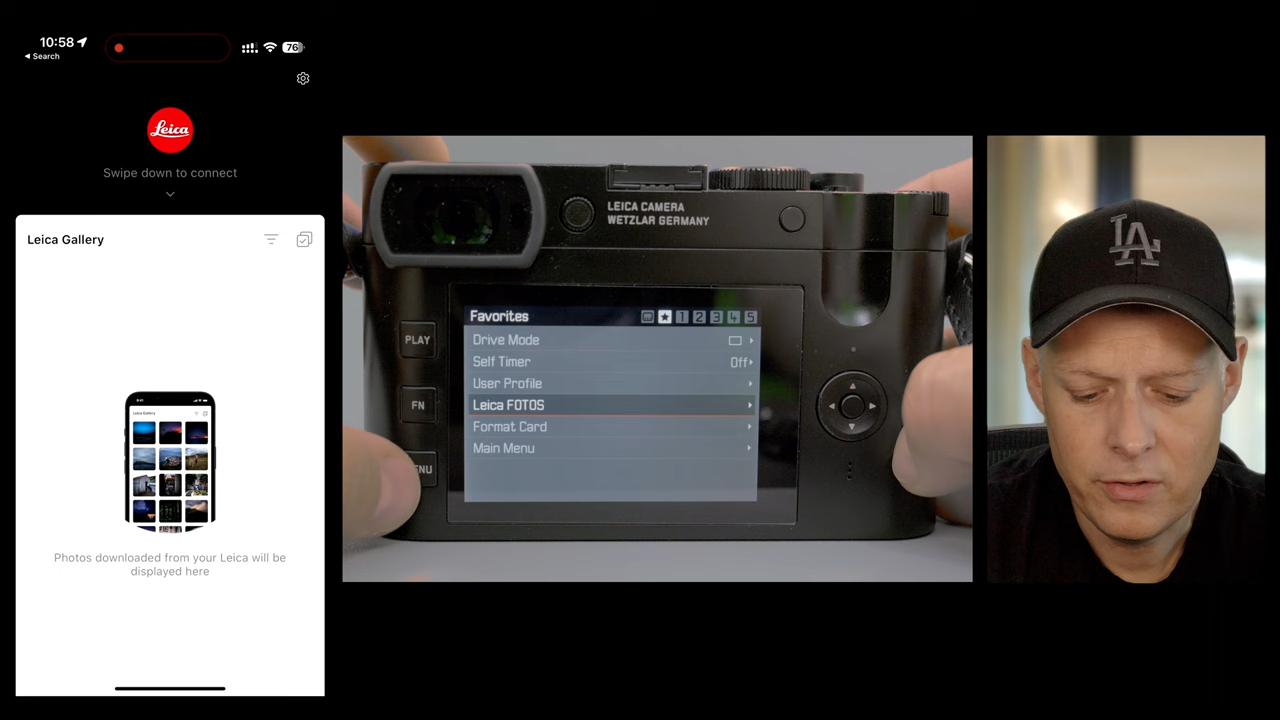 10:58
76
Search
Leica
Swipe down to connect
Leica Gallery
Photos downloaded from your Leica will be
displayed here
LEICA CAMERA
WETZLAR GERMANY
PLAY
FN
ENU
Favorites
1 2 3 4 5
Drive Mode
Self Timer Off
User Profile
Leica FOTOS
Format Card
Main Menu
LA